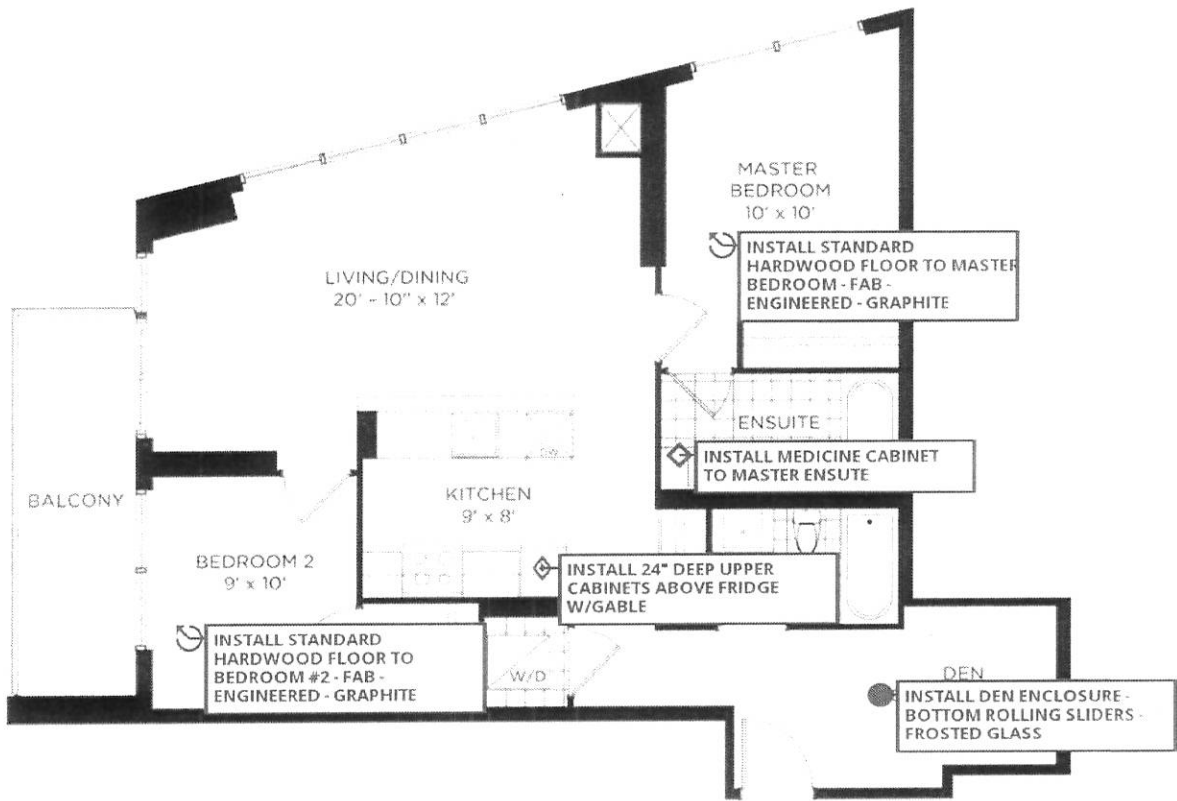 MASTER
BEDROOM
10' x 10'
INSTALL STANDARD
HARDWOOD FLOOR TO MASTER
BEDROOM - FAB -
ENGINEERED - GRAPHITE
LIVING/DINING
20' - 10" x 12'
ENSUITE
INSTALL MEDICINE CABINET
TO MASTER ENSUTE
BALCONY
KITCHEN
9' x 8'
BEDROOM 2
9' x 10'
INSTALL 24" DEEP UPPER
CABINETS ABOVE FRIDGE
W/GABLE
INSTALL STANDARD
HARDWOOD FLOOR TO
BEDROOM #2 - FAB -
ENGINEERED - GRAPHITE
W/D
DEN
INSTALL DEN ENCLOSURE -
BOTTOM ROLLING SLIDERS -
FROSTED GLASS